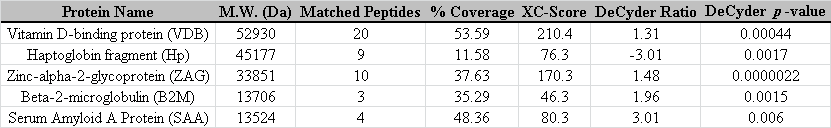 Protein Name M.W. (Da) Matched Peptides % Coverage XC-Score DeCyder Ratio DeCyder p-value
Vitamin D-binding protein (VDB) 52930 20 53.59 210.4 1.31 0.00044
Haptoglobin fragment (Hp) 45177 9 11.58 76.3 -3.01 0.0017
Zinc-alpha-2-glycoprotein (ZAG) 33851 10 37.63 170.3 1.48 0.0000022
Beta-2-microglobulin (B2M) 13706 3 35.29 46.3 1.96 0.0015
Serum Amyloid A Protein (SAA) 13524 4 48.36 80.3 3.01 0.006